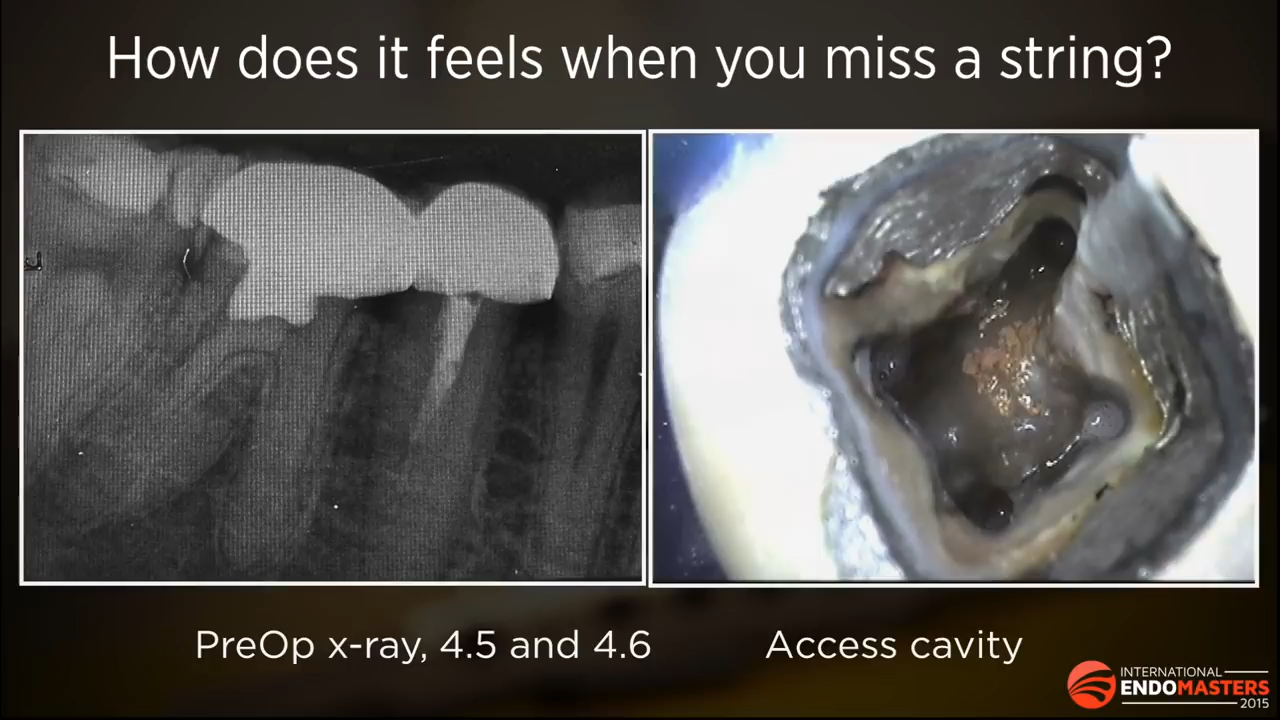 How does it feels when you miss a string?
PreOp x-ray, 4.5 and 4.6
Access cavity
INTERNATIONAL
ENDOMASTERS
2015